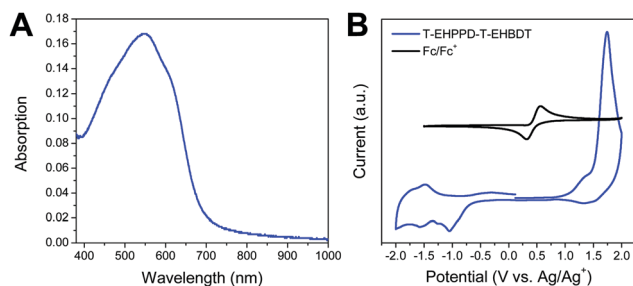 A
Absorption
0.18
0.16
0.14
0.12
0.10
0.08
0.06
0.04
0.02
0.00
400 500 600 700 800 900 1000
Wavelength (nm)
B
T-EHPPD-T-EHBDT
Fc/Fc+
Current (a.u.)
-2.0 -1.5 -1.0 -0.5 0.0 0.5 1.0 1.5 2.0
Potential (V vs. Ag/Ag+)